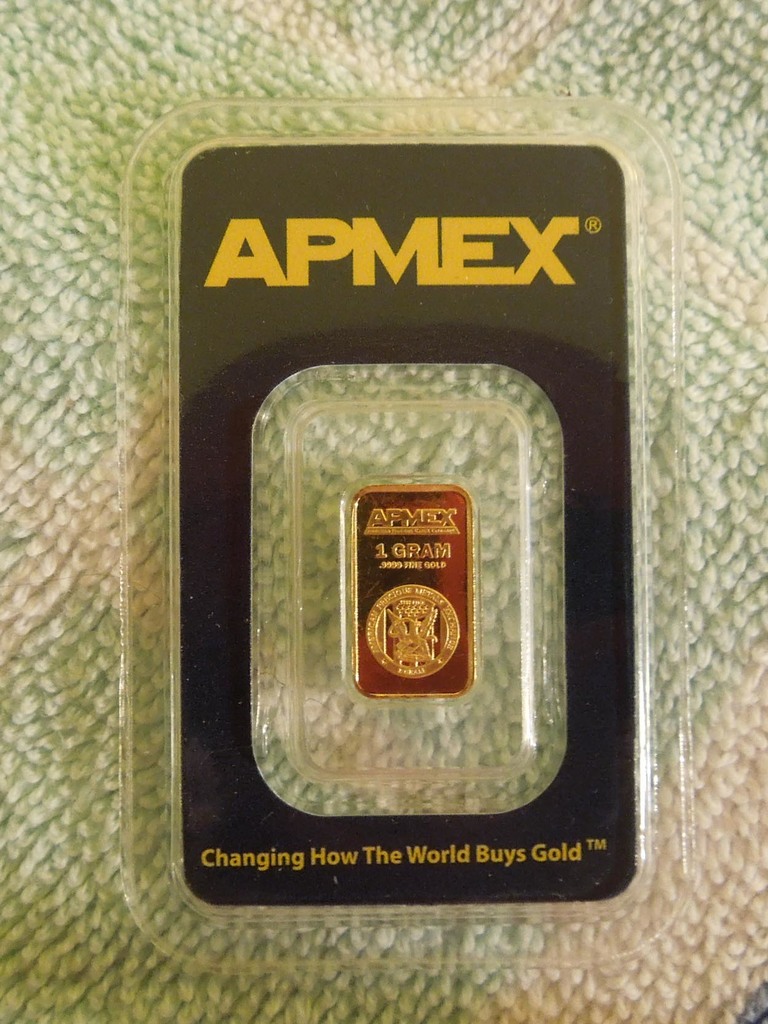 APMEX®
APMEX
1 GRAM
.9999 FINE GOLD
Changing How The World Buys Gold™